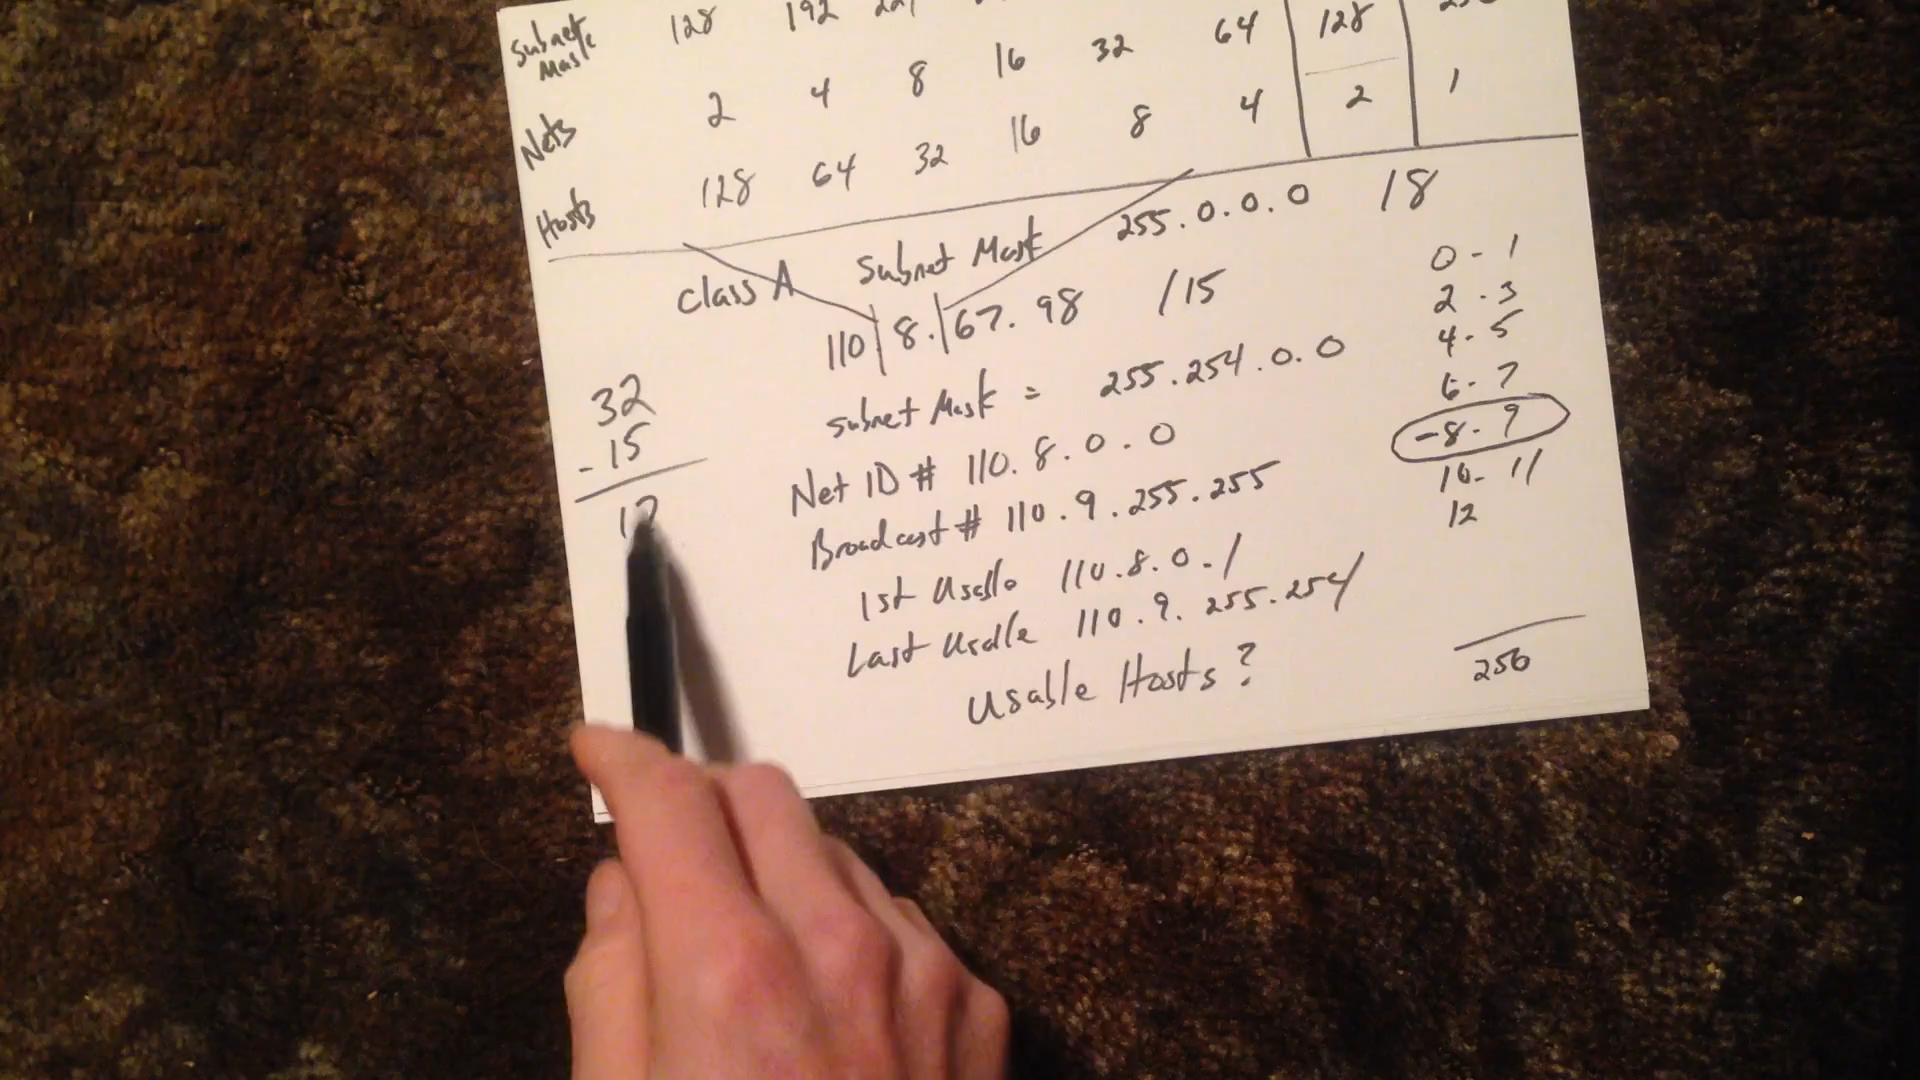 Subnet Mask 128 192
Nets 2 4 8 16 32 64 128
Hosts 128 64 32 16 8 4 2 1
Class A Subnet Mask 255.0.0.0 /8
110 8. 67. 98 /15
subnet Mask = 255.254.0.0
Net ID # 110.8.0.0
Broadcast # 110.9.255.255
1st Usable 110.8.0.1
Last Usable 110.9.255.254
Usable Hosts?
32
- 15
17
0 - 1
2 - 3
4 - 5
6 - 7
- 8 - 9
10 - 11
12
256